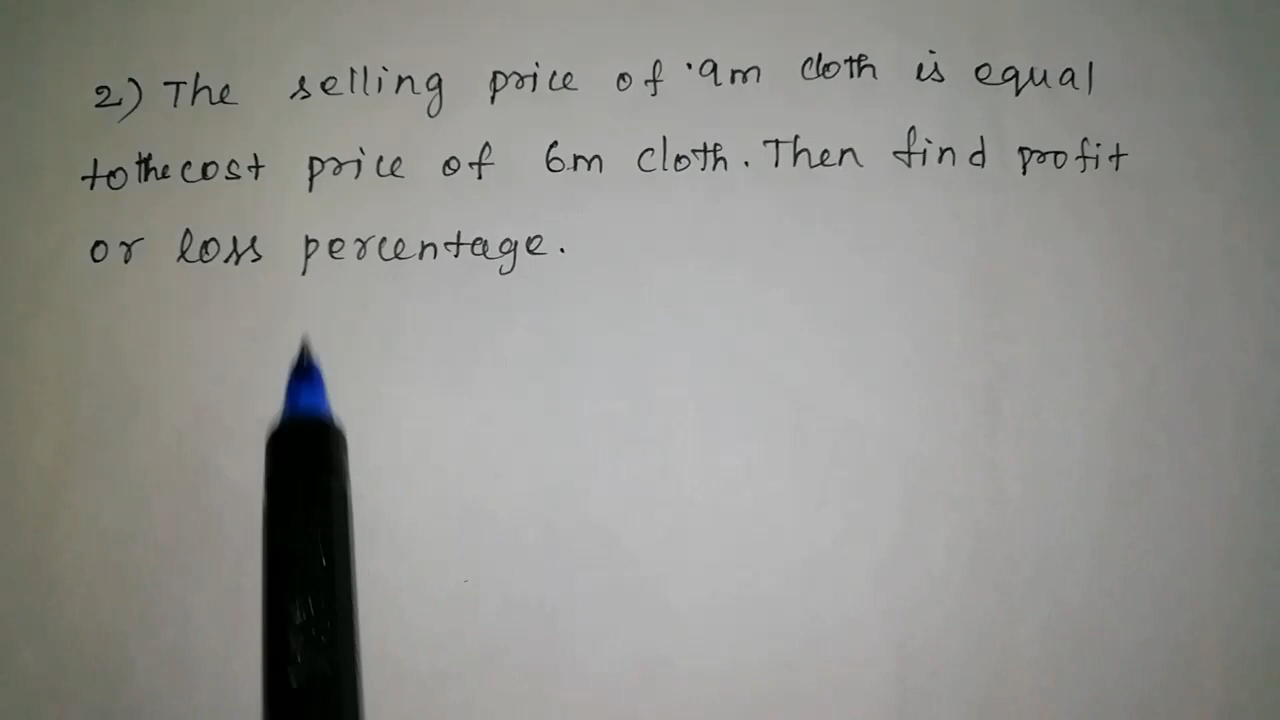 2) The selling price of 9m cloth is equal
to the cost price of 6m cloth. Then find profit
or loss percentage.